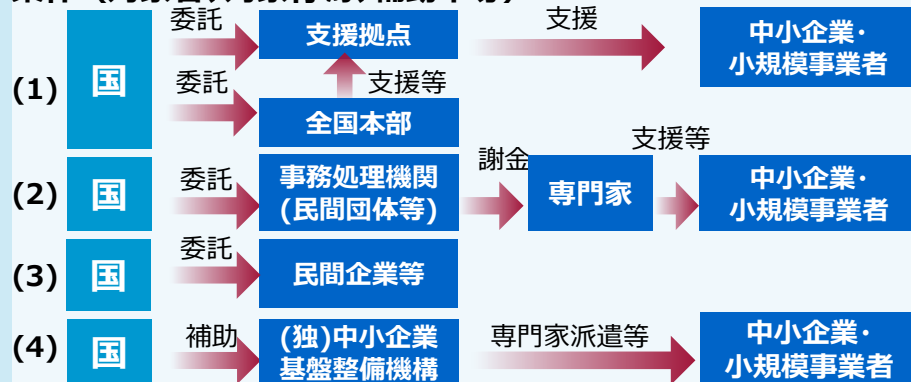 委託
支援拠点
支援
中小企業・
小規模事業者
(1)
国
委託
支援等
全国本部
(2)
国
委託
事務処理機関
(民間団体等)
謝金
専門家
支援等
中小企業・
小規模事業者
(3)
国
委託
民間企業等
(4)
国
補助
(独)中小企業
基盤整備機構
専門家派遣等
中小企業・
小規模事業者